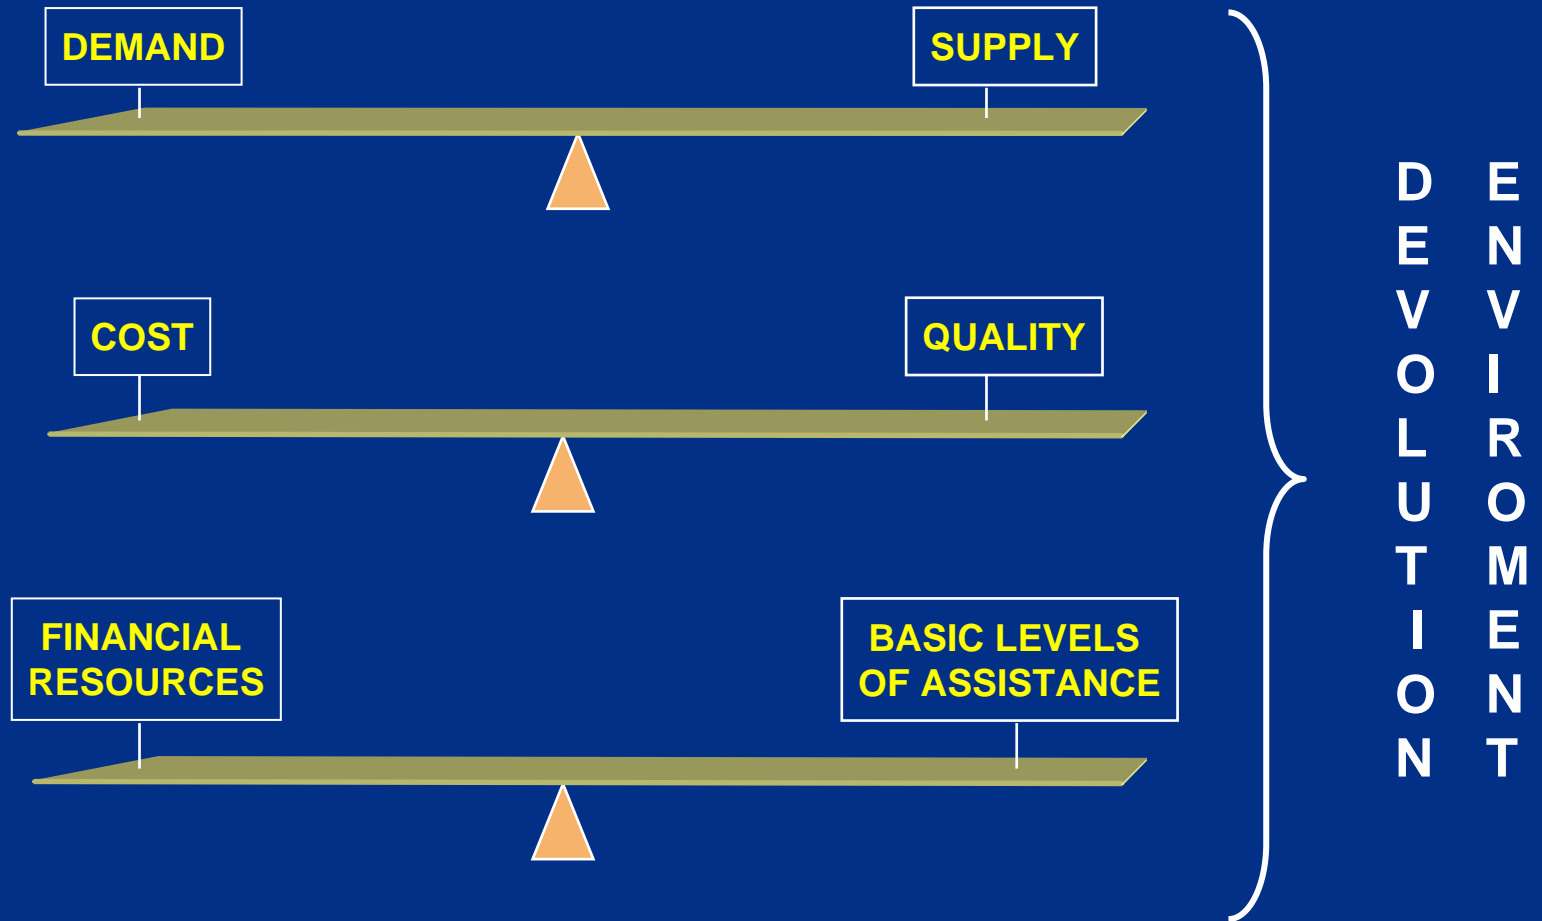 DEMAND
SUPPLY
COST
QUALITY
FINANCIAL
RESOURCES
BASIC LEVELS
OF ASSISTANCE
DEVOLUTION
ENVIROMENT